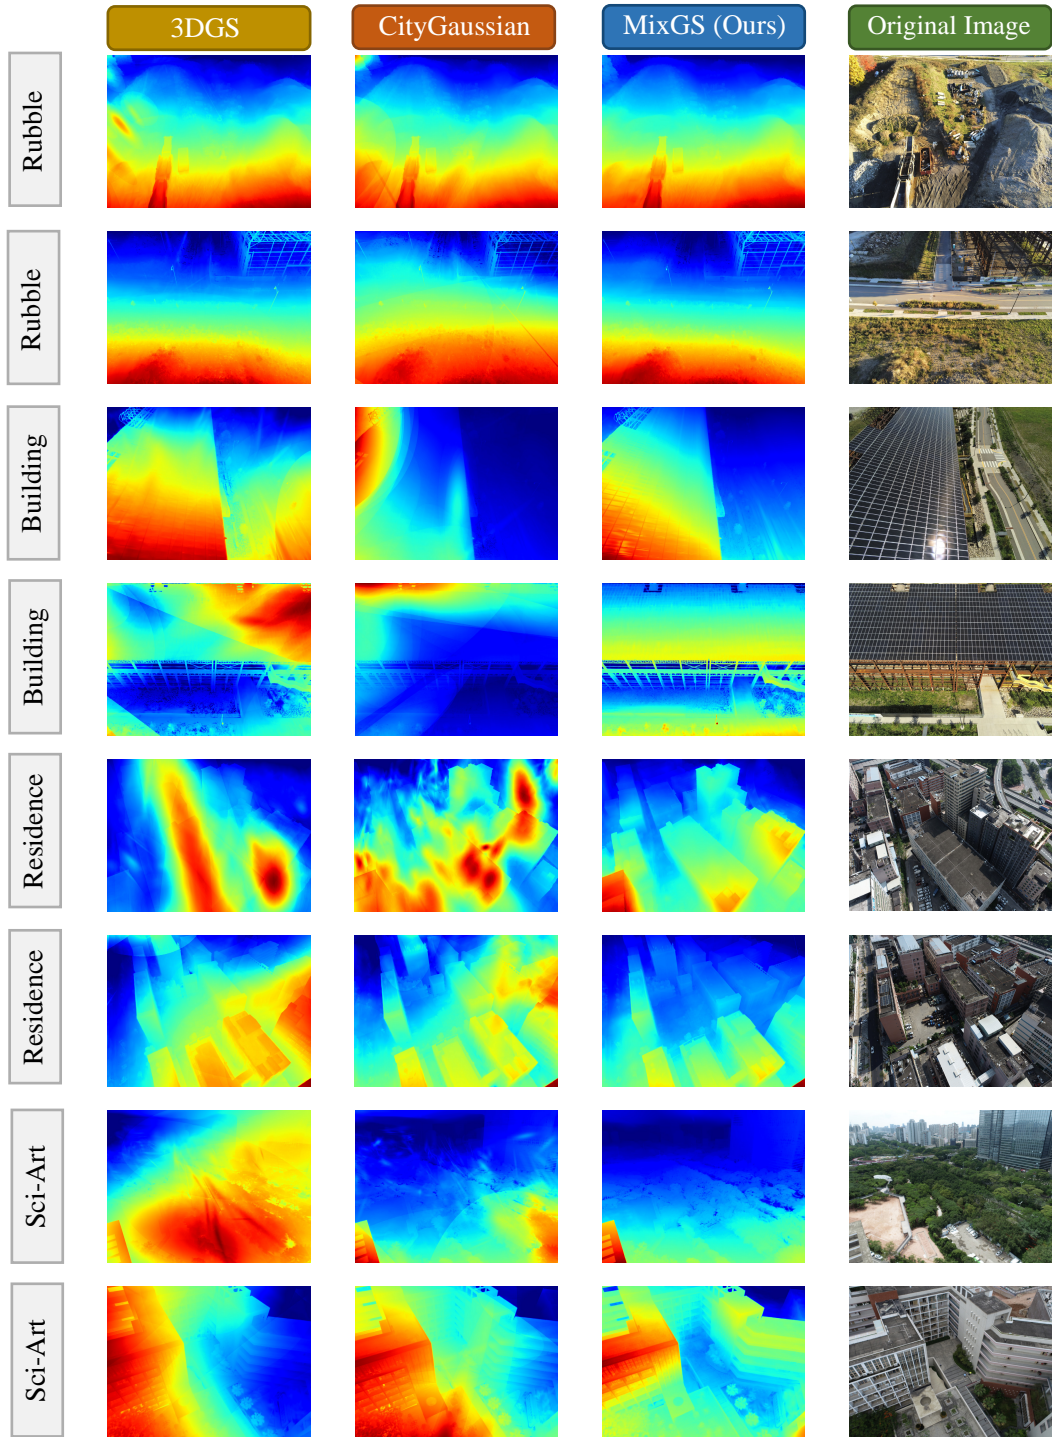 3DGS
CityGaussian
MixGS (Ours)
Original Image
Rubble
Rubble
Building
Building
Residence
Residence
Sci-Art
Sci-Art